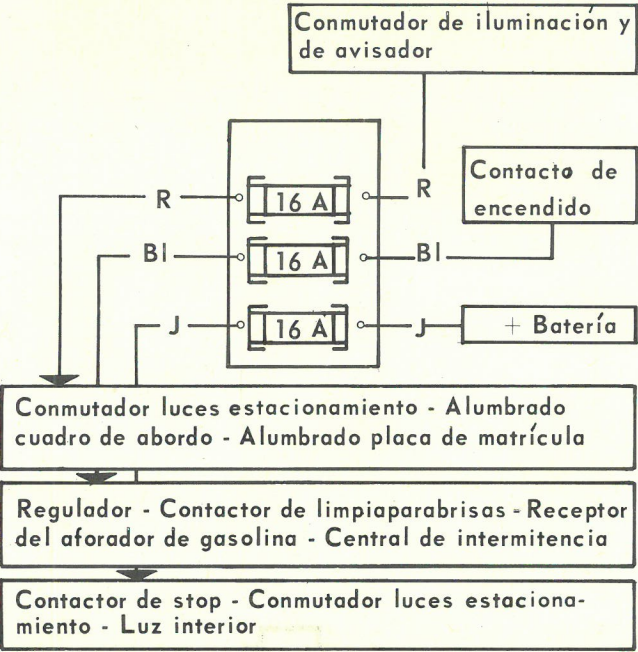 Conmutador de iluminación y
de avisador
Contacto de
encendido
R 16 A R
Bl 16 A Bl
J 16 A J + Batería
Conmutador luces estacionamiento - Alumbrado
cuadro de abordo - Alumbrado placa de matrícula
Regulador - Contactor de limpiaparabrisas - Receptor
del aforador de gasolina - Central de intermitencia
Contactor de stop - Conmutador luces estaciona-
miento - Luz interior